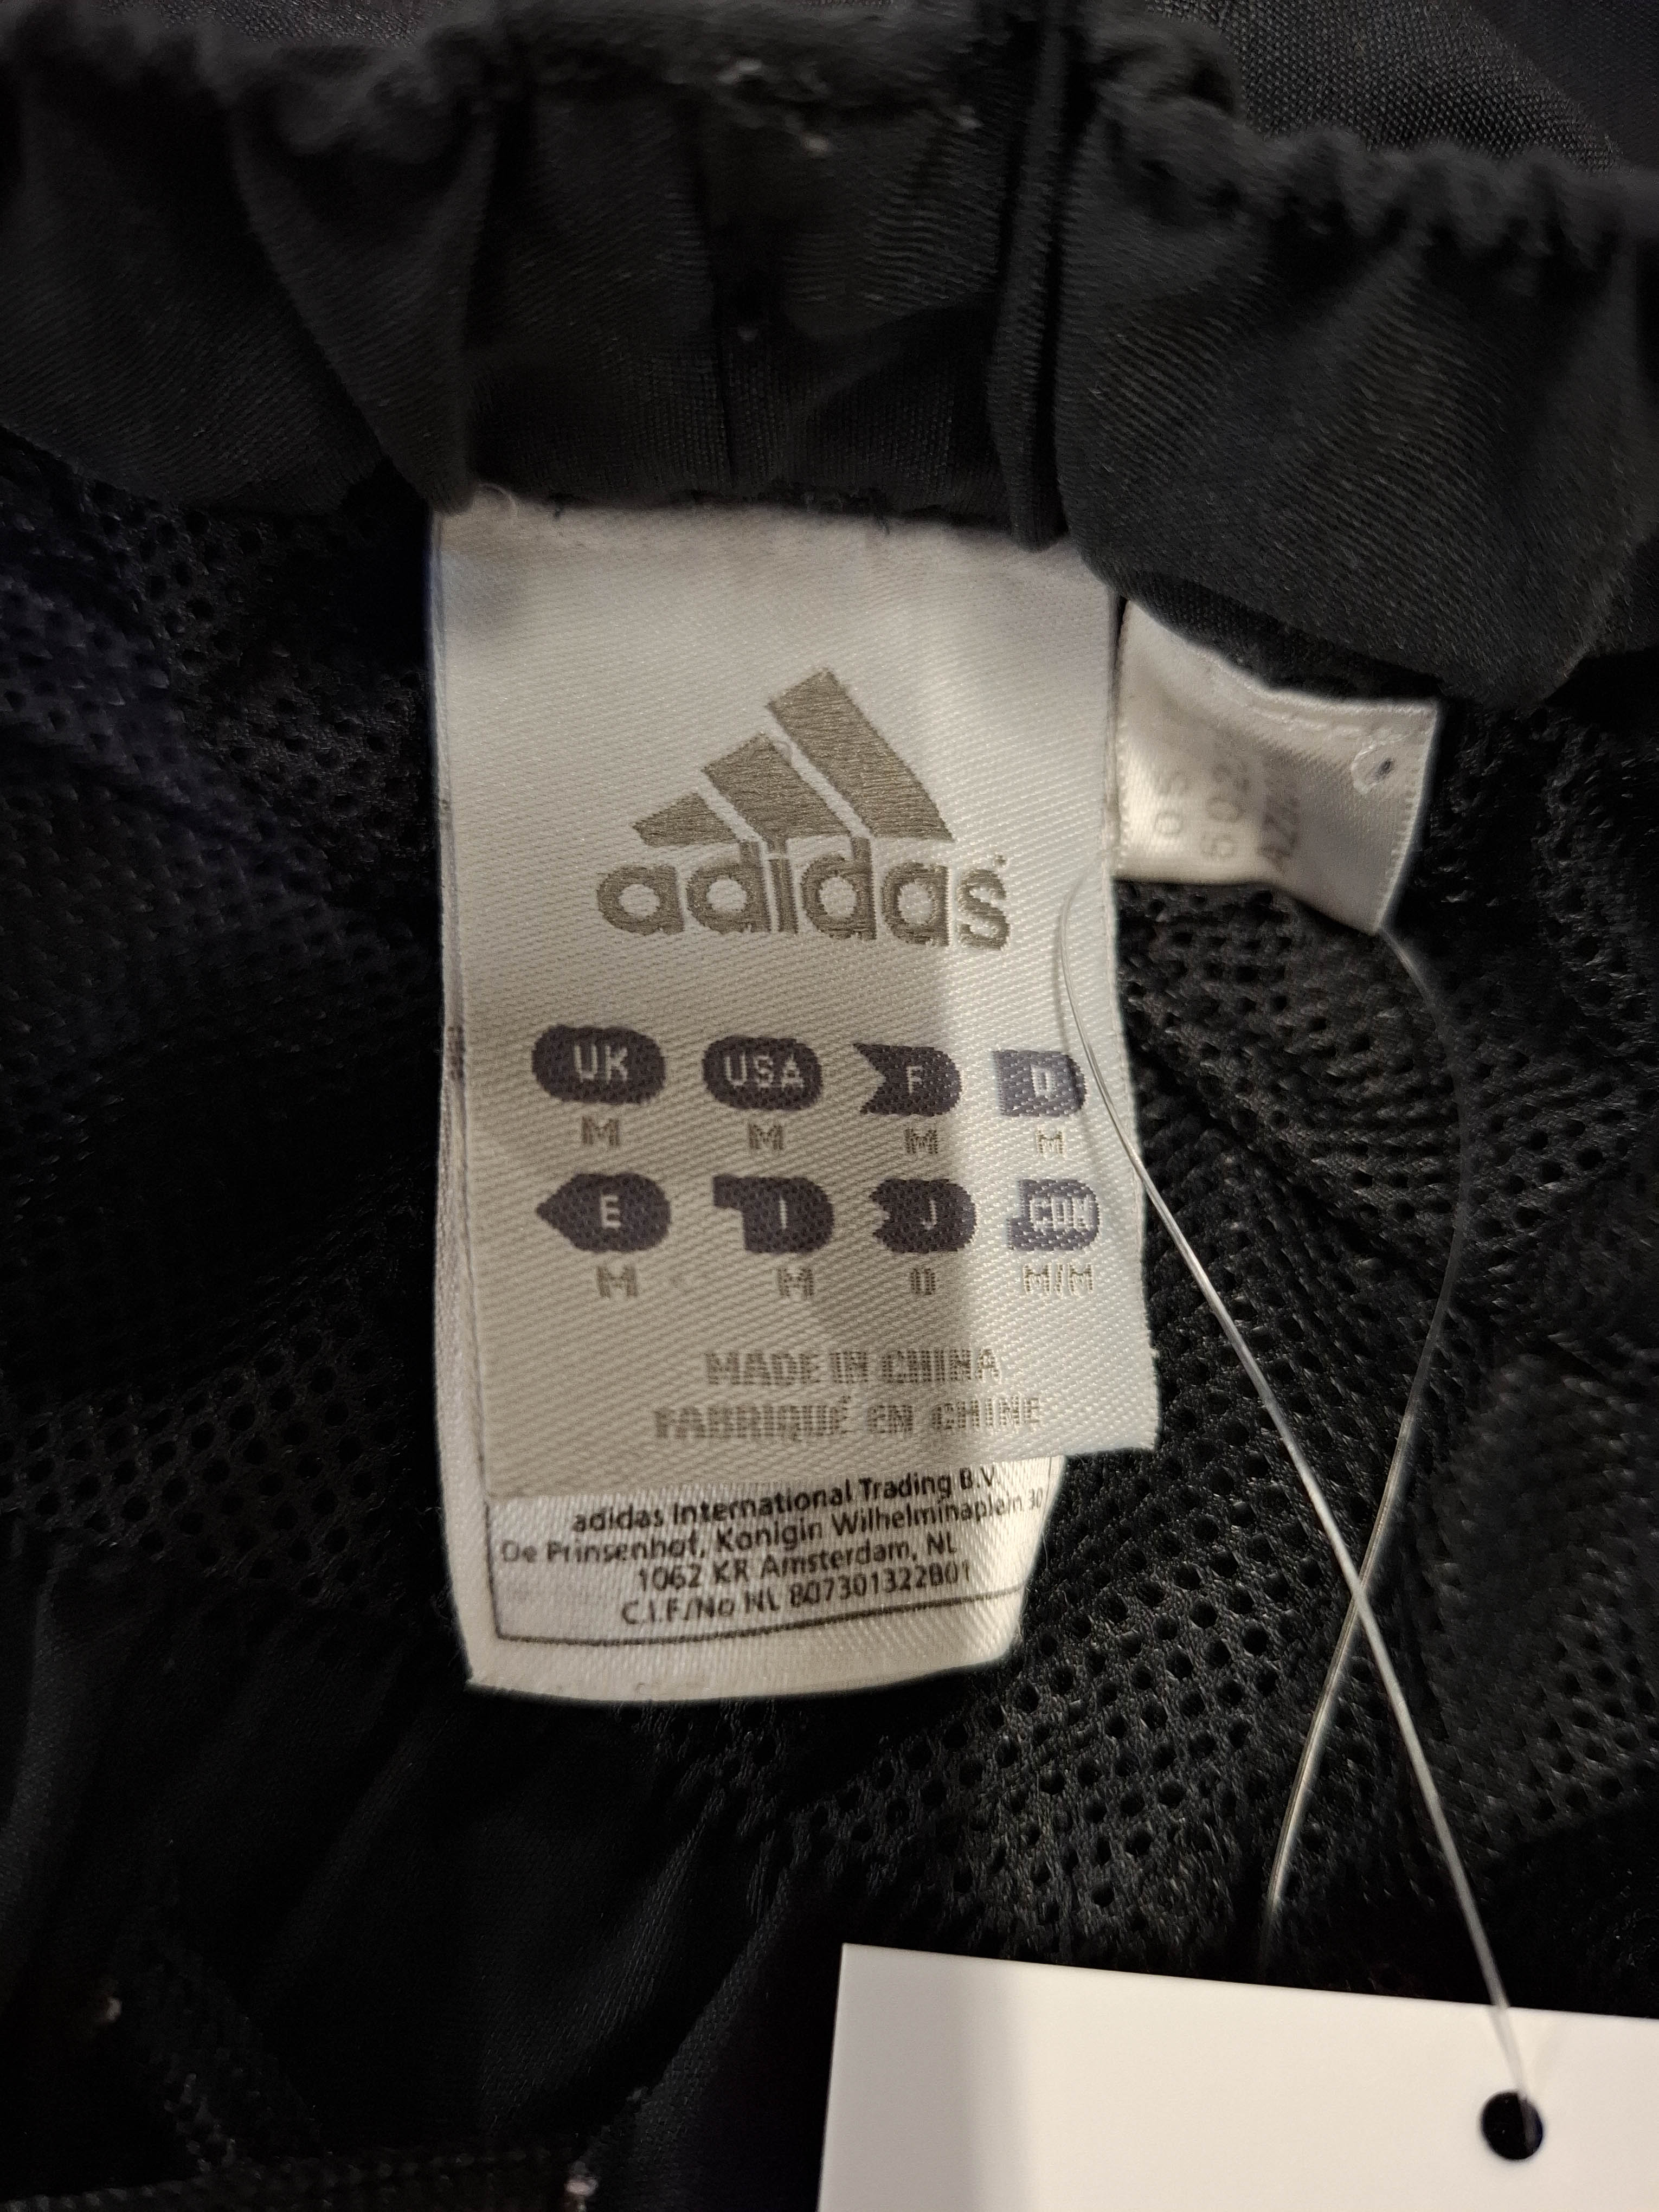 adidas
UK USA F D
M M M M
E I J CDN
M M O M/M
MADE IN CHINA
FABRIQUÉ EN CHINE
adidas International Trading B.V.
De Prinsenhof, Konigin Wilhelminaplein 30
1062 KR Amsterdam, NL
C.I.F./No NL 807301322B01